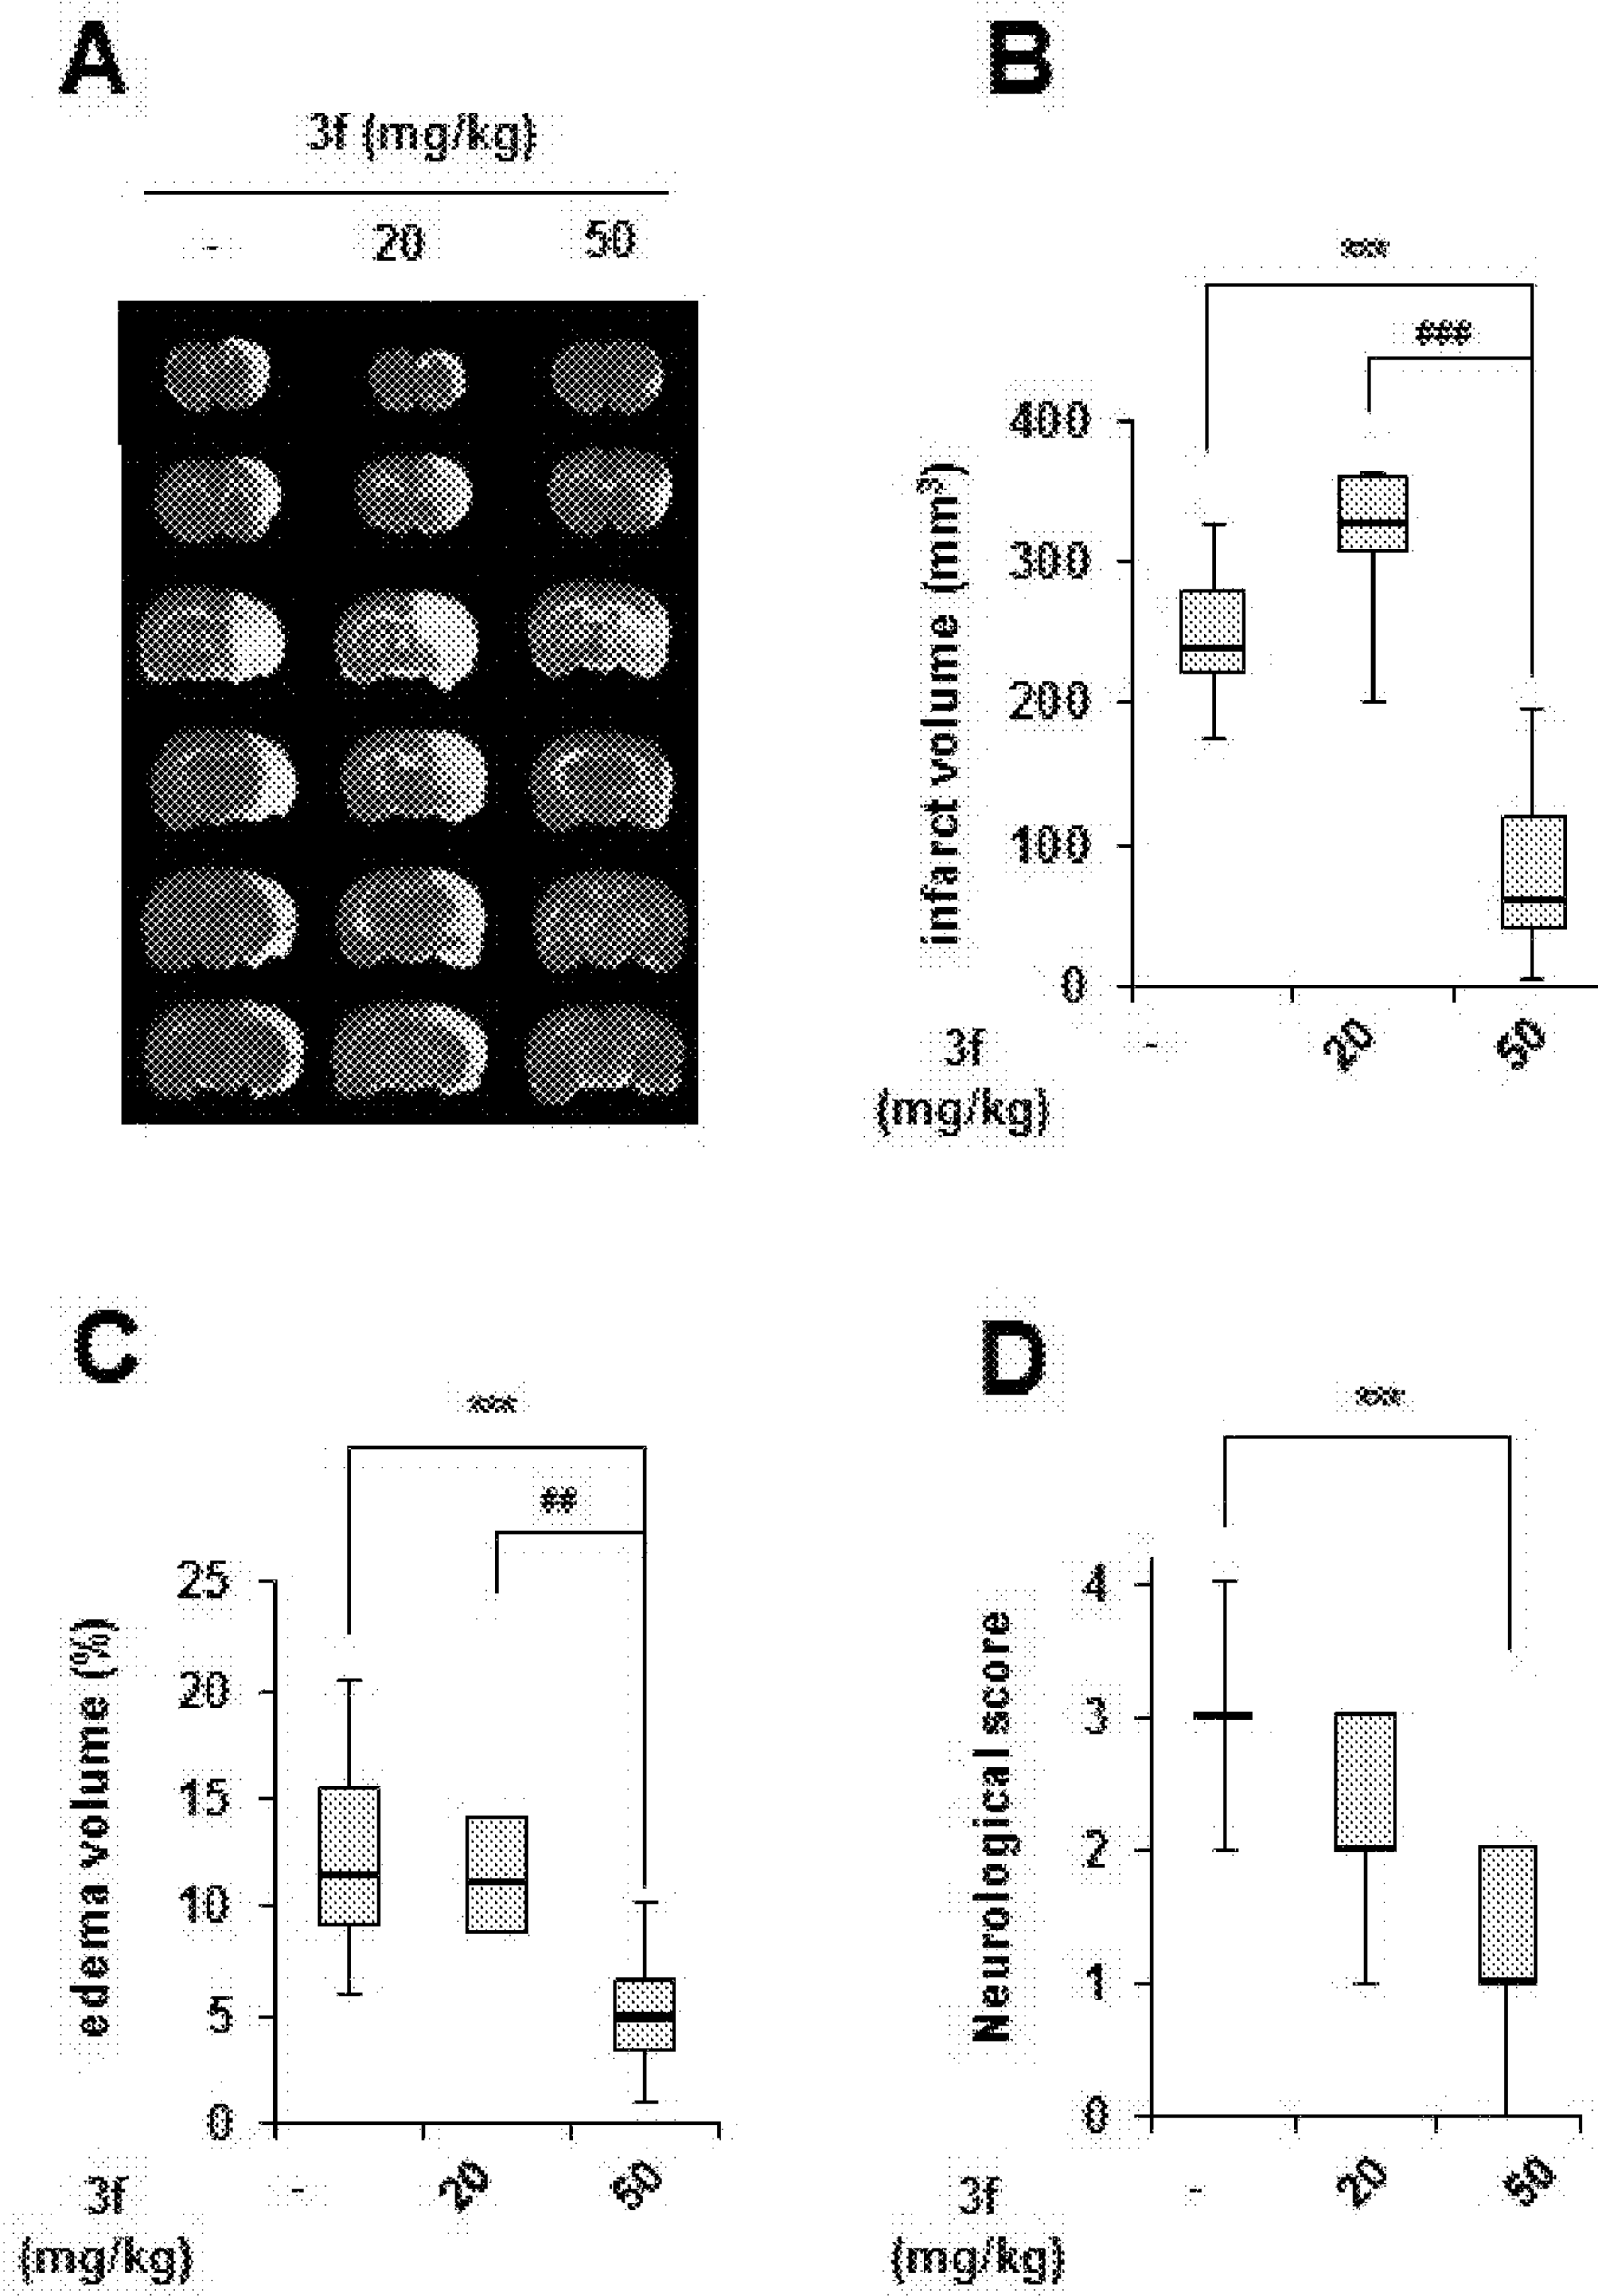 A
3f (mg/kg)
- 20 50
B
***
###
400
300
200
100
0
infarct volume (mm³)
3f
(mg/kg)
- 20 50
C
***
##
25
20
15
10
5
0
edema volume (%)
3f
(mg/kg)
- 20 50
D
***
4
3
2
1
0
Neurological score
3f
(mg/kg)
- 20 50